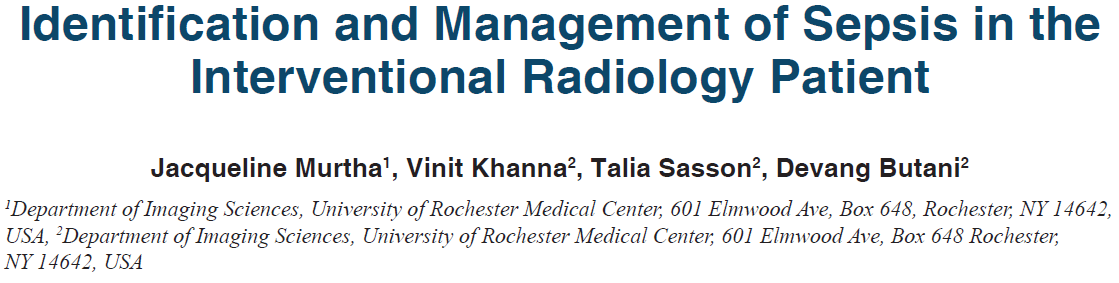 Identification and Management of Sepsis in the
Interventional Radiology Patient
Jacqueline Murtha¹, Vinit Khanna², Talia Sasson², Devang Butani²
¹Department of Imaging Sciences, University of Rochester Medical Center, 601 Elmwood Ave, Box 648, Rochester, NY 14642,
USA, ²Department of Imaging Sciences, University of Rochester Medical Center, 601 Elmwood Ave, Box 648 Rochester,
NY 14642, USA